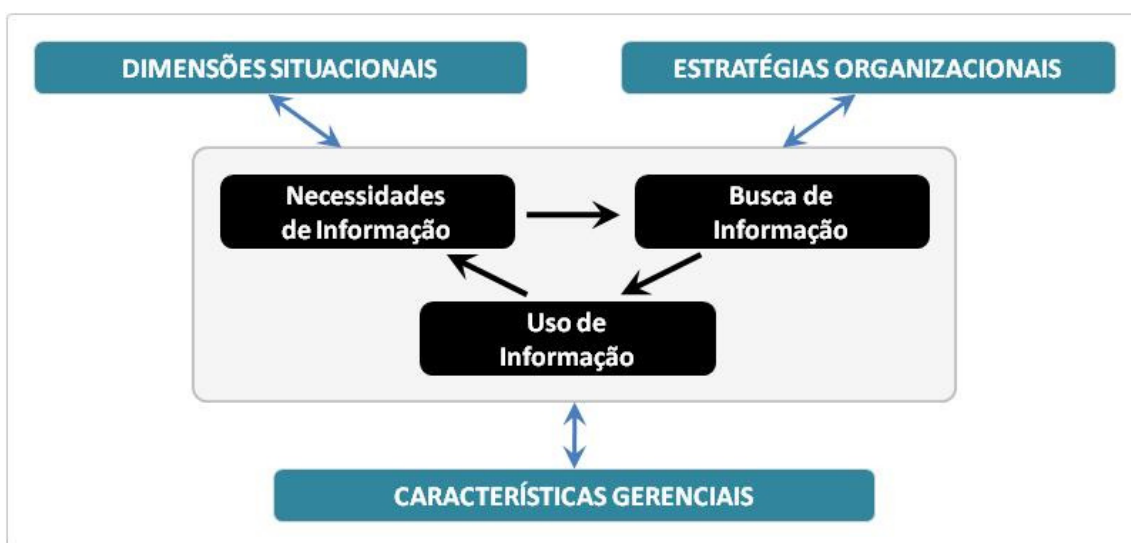 DIMENSÕES SITUACIONAIS
ESTRATÉGIAS ORGANIZACIONAIS
Necessidades
de Informação
Busca de
Informação
Uso de
Informação
CARACTERÍSTICAS GERENCIAIS